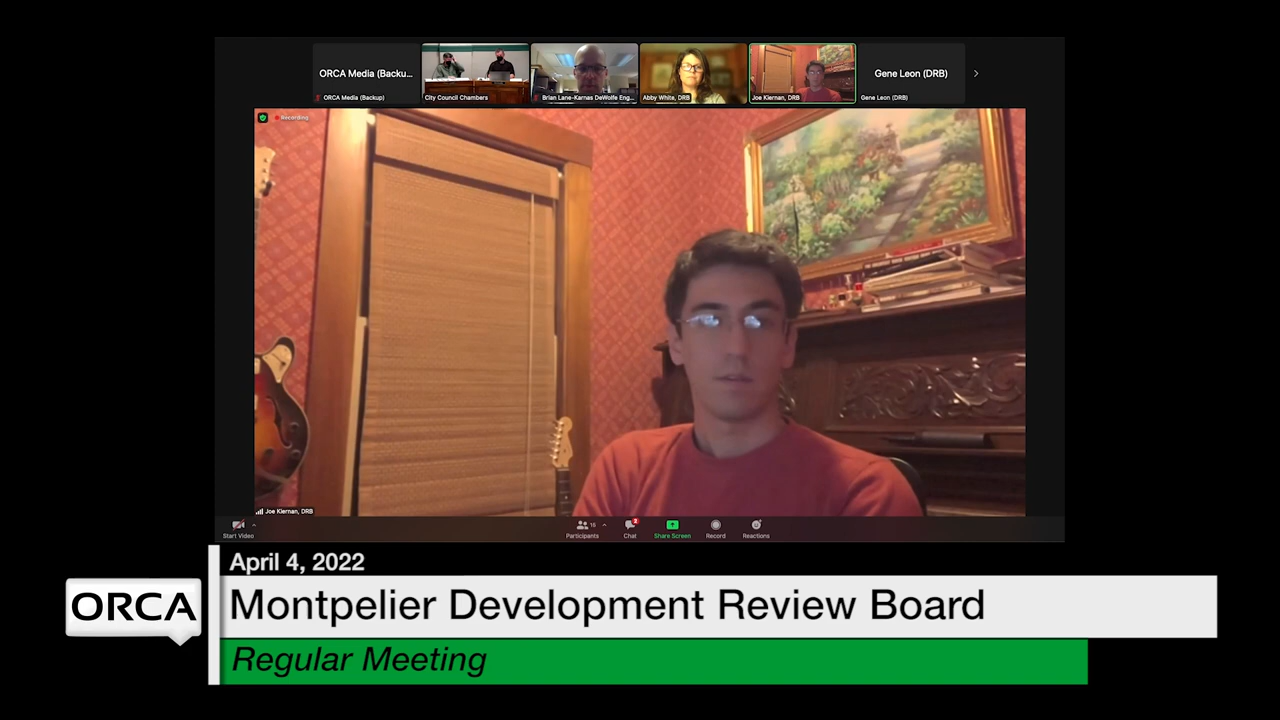 ORCA Media (Backu...
Gene Leon (DRB)
ORCA Media (Backup)
City Council Chambers
Brian Lane-Karnas DeWolfe Eng...
Abby White, DRB
Joe Kiernan, DRB
Gene Leon (DRB)
Recording
Joe Kiernan, DRB
Start Video
16
Participants
2
Chat
Share Screen
Record
Reactions
April 4, 2022
ORCA
Montpelier Development Review Board
Regular Meeting